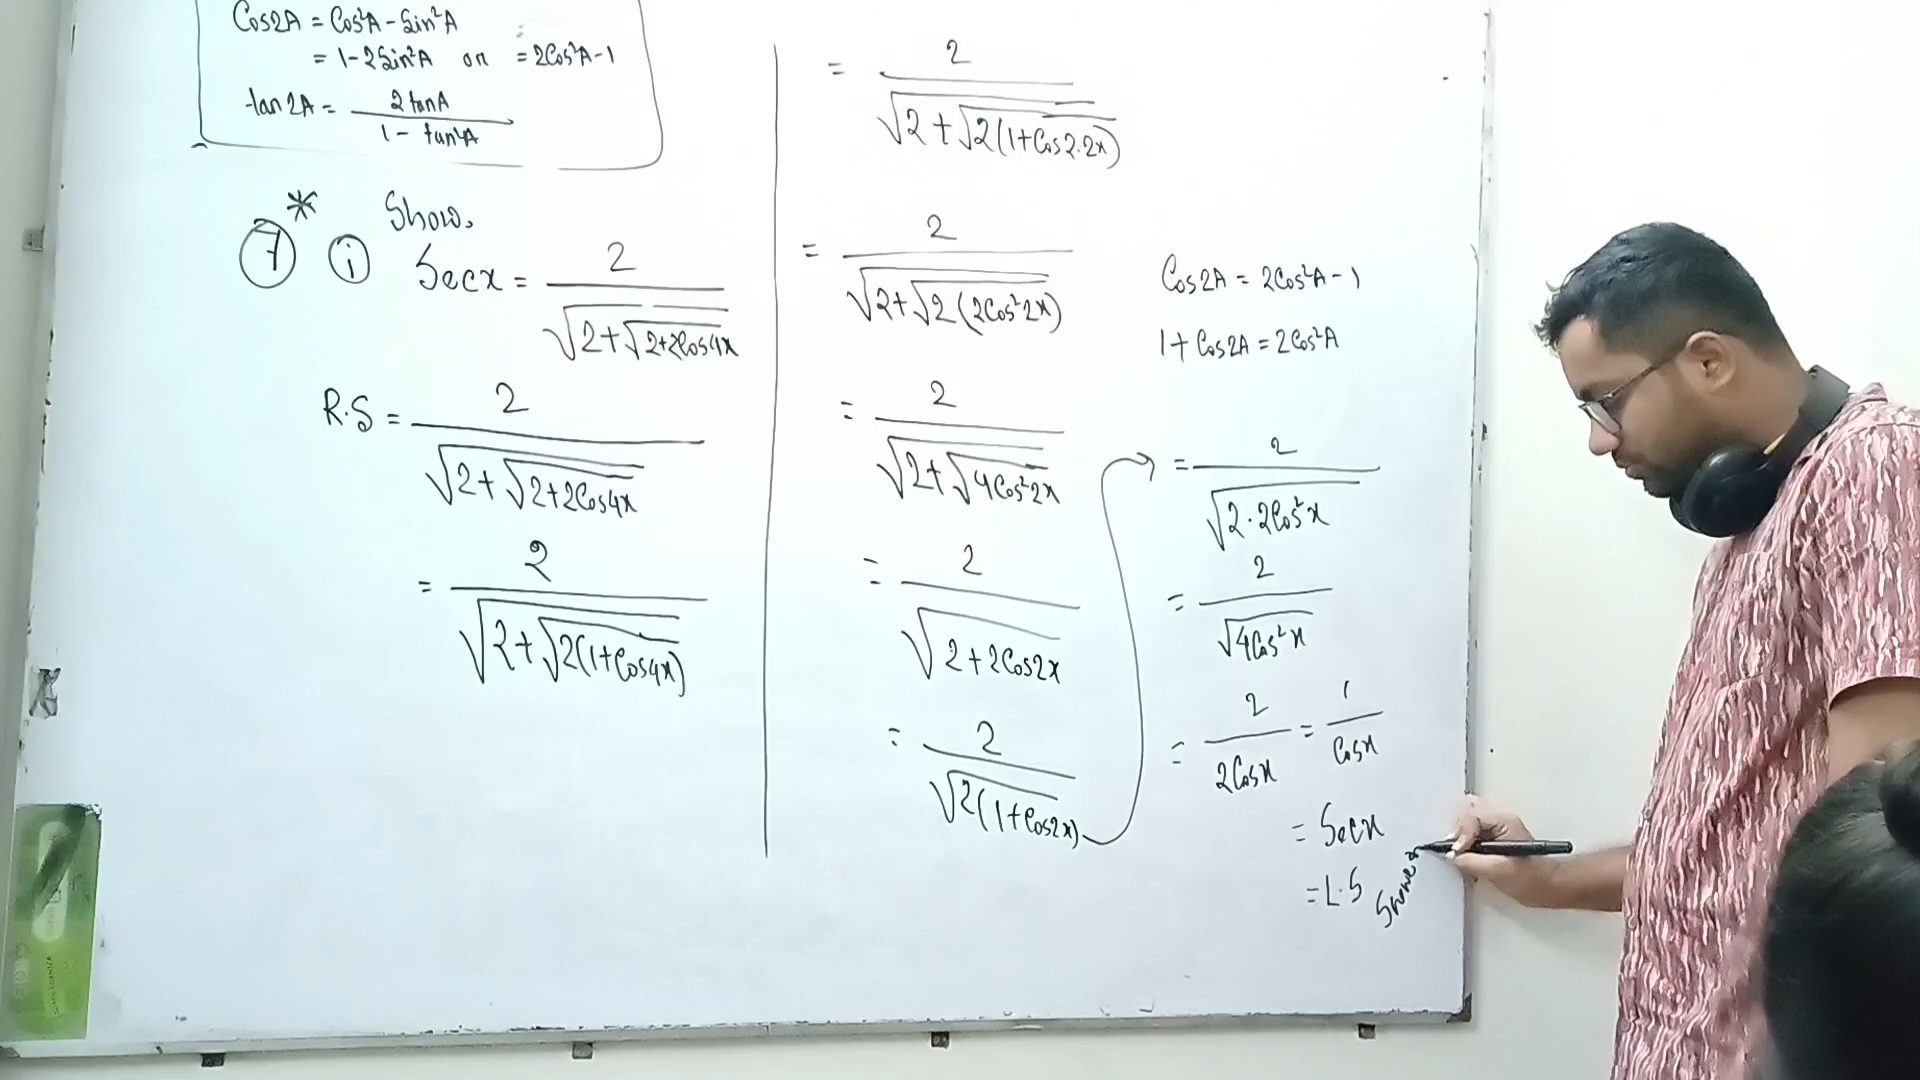 Cos2A = Cos²A - Sin²A
= 1 - 2Sin²A or = 2Cos²A - 1
tan2A = 2tanA / 1 - tan²A
7 * i Show,
Secx = 2 / √2+√2+2Cos4x
R.S = 2 / √2+√2+2Cos4x
= 2 / √2+√2(1+Cos4x)
= 2 / √2+√2(1+Cos2.2x)
= 2 / √2+√2(2Cos²2x)
= 2 / √2+√4Cos²2x
= 2 / √2+2Cos2x
= 2 / √2(1+Cos2x)
Cos2A = 2Cos²A - 1
1 + Cos2A = 2Cos²A
= 2 / √2.2Cos²x
= 2 / √4Cos²x
= 2 / 2Cosx = 1 / Cosx
= Secx
= L.S